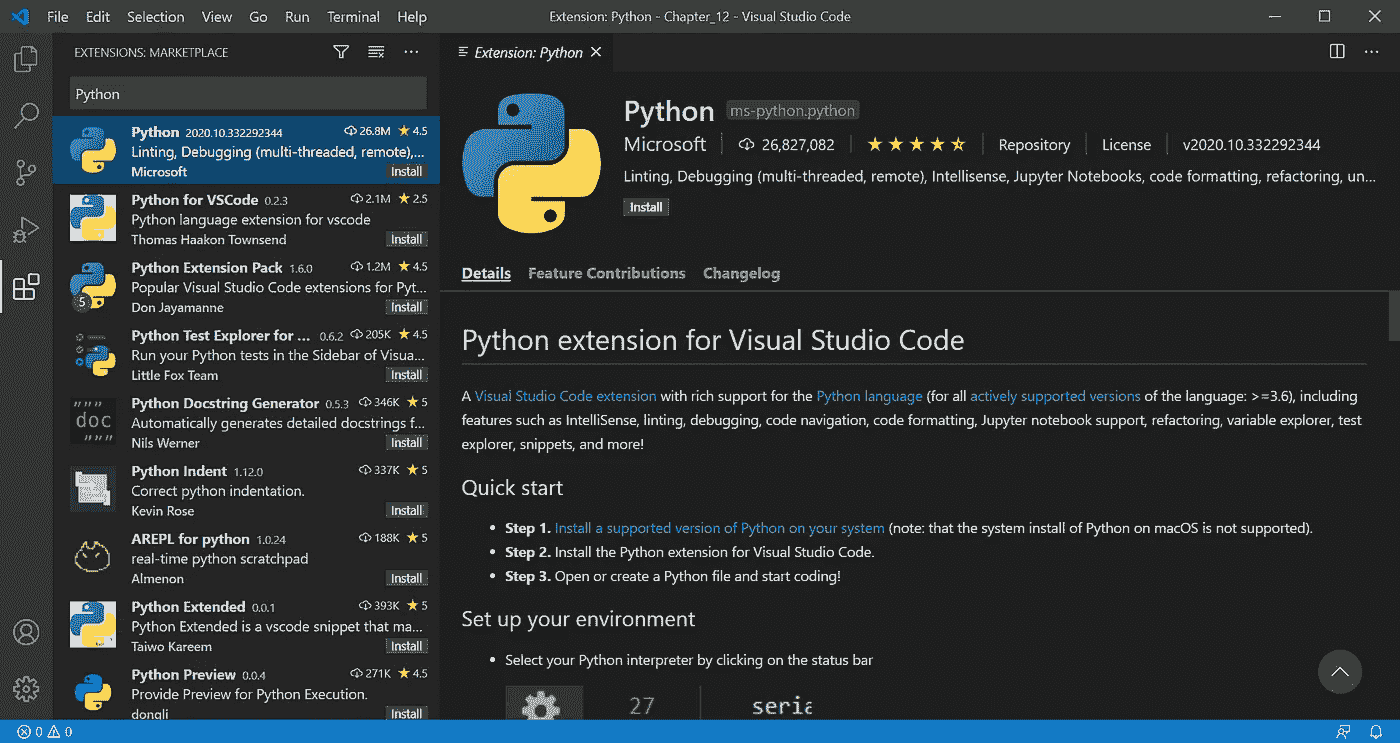 File Edit Selection View Go Run Terminal Help
Extension: Python - Chapter_12 - Visual Studio Code
EXTENSIONS: MARKETPLACE
Python
Python 2020.10.332292344 26.8M 4.5
Linting, Debugging (multi-threaded, remote),...
Microsoft Install
Python for VSCode 0.2.3 2.1M 2.5
Python language extension for vscode
Thomas Haakon Townsend Install
Python Extension Pack 1.6.0 1.2M 4.5
Popular Visual Studio Code extensions for Pyt...
5
Don Jayamanne Install
Python Test Explorer for ... 0.6.2 205K 4.5
Run your Python tests in the Sidebar of Visua...
Little Fox Team Install
Python Docstring Generator 0.5.3 346K 5
""" doc """
Automatically generates detailed docstrings f...
Nils Werner Install
Python Indent 1.12.0 337K 5
Correct python indentation.
Kevin Rose Install
AREPL for python 1.0.24 188K 5
real-time python scratchpad
Almenon Install
Python Extended 0.0.1 393K 5
Python Extended is a vscode snippet that ma...
Taiwo Kareem Install
Python Preview 0.0.4 271K 4.5
Provide Preview for Python Execution.
dongli Install
Extension: Python
Python ms-python.python
Microsoft 26,827,082 Repository License v2020.10.332292344
Linting, Debugging (multi-threaded, remote), Intellisense, Jupyter Notebooks, code formatting, refactoring, un...
Install
Details Feature Contributions Changelog
Python extension for Visual Studio Code
A Visual Studio Code extension with rich support for the Python language (for all actively supported versions of the language: >=3.6), including
features such as IntelliSense, linting, debugging, code navigation, code formatting, Jupyter notebook support, refactoring, variable explorer, test
explorer, snippets, and more!
Quick start
• Step 1. Install a supported version of Python on your system (note: that the system install of Python on macOS is not supported).
• Step 2. Install the Python extension for Visual Studio Code.
• Step 3. Open or create a Python file and start coding!
Set up your environment
• Select your Python interpreter by clicking on the status bar
27
0 0